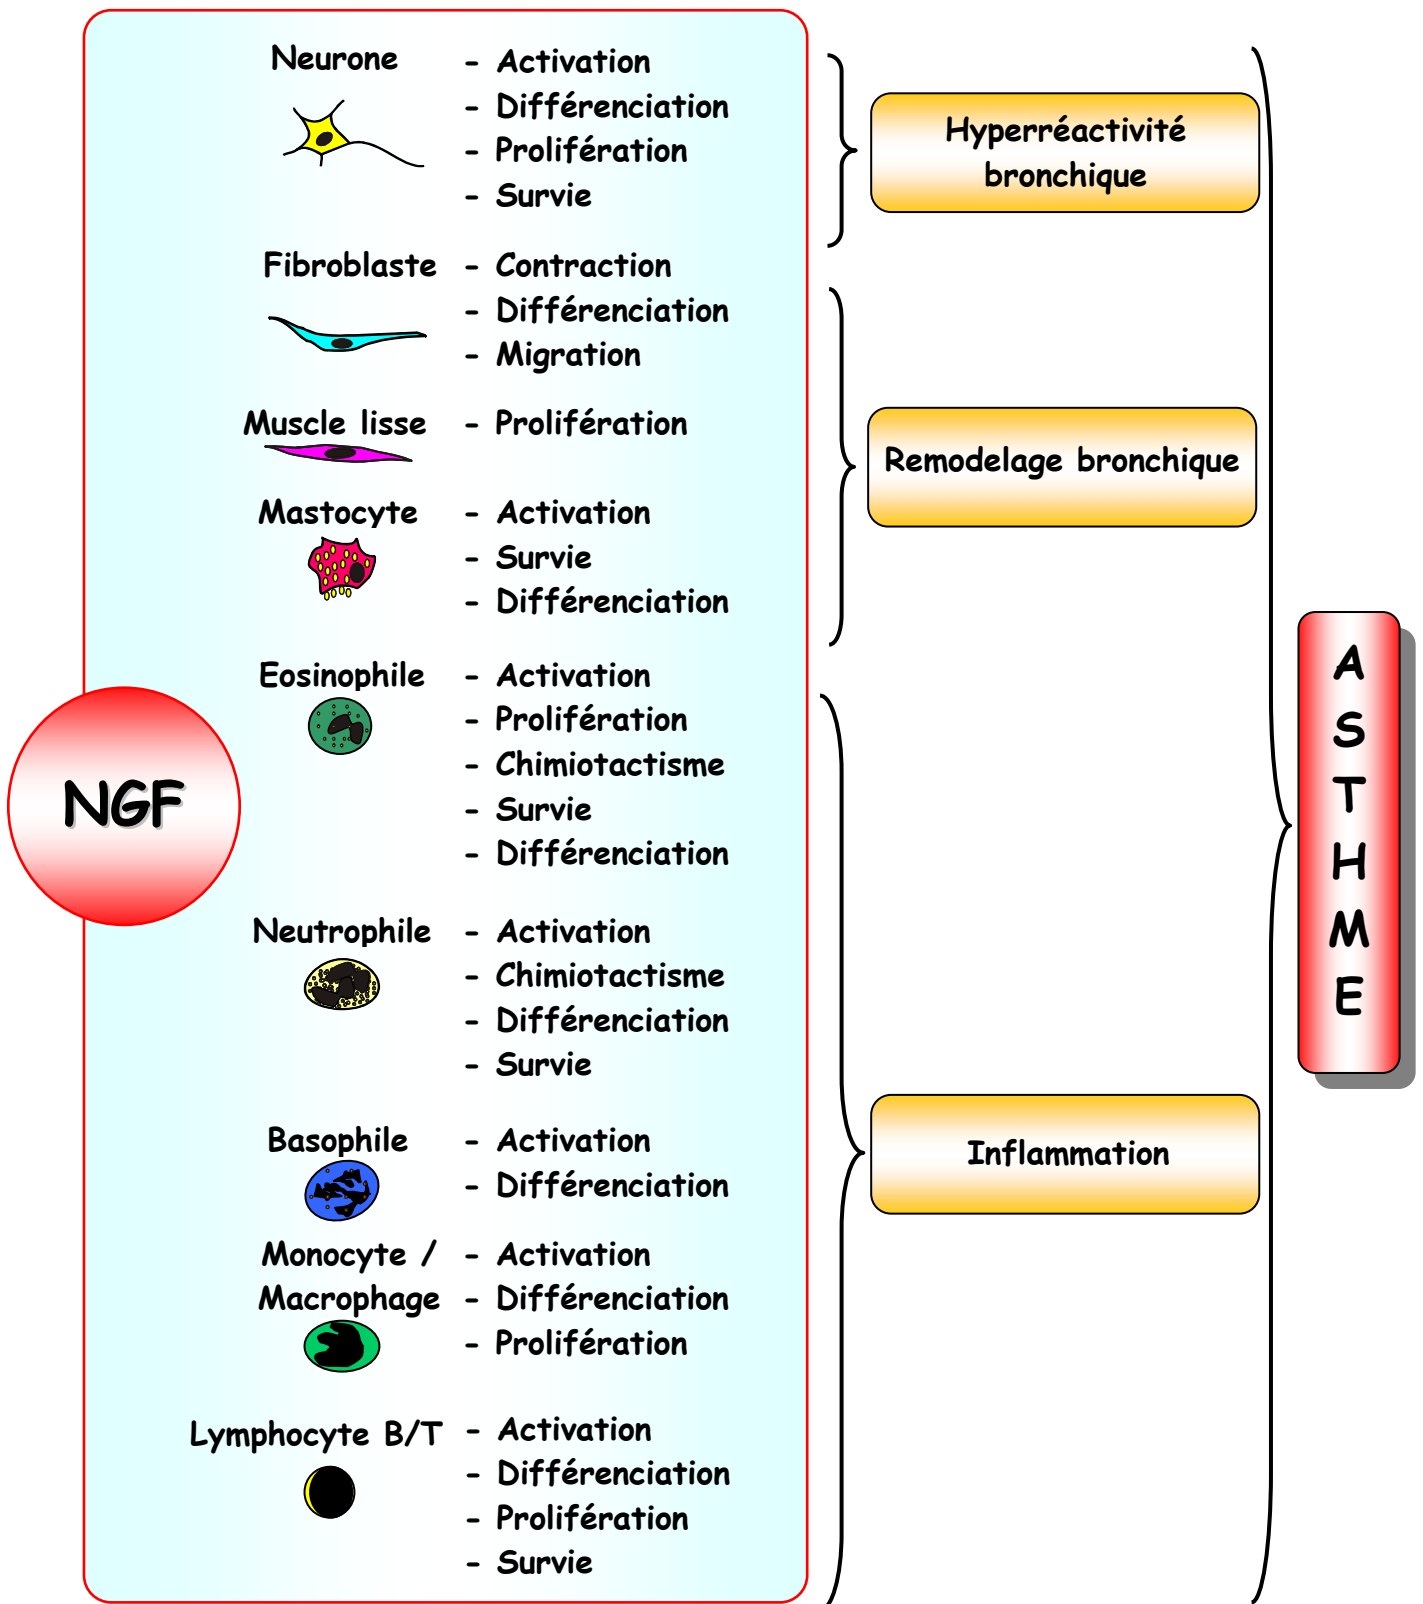 NGF
Neurone
- Activation
- Différenciation
- Prolifération
- Survie
Fibroblaste
- Contraction
- Différenciation
- Migration
Muscle lisse
- Prolifération
Mastocyte
- Activation
- Survie
- Différenciation
Eosinophile
- Activation
- Prolifération
- Chimiotactisme
- Survie
- Différenciation
Neutrophile
- Activation
- Chimiotactisme
- Différenciation
- Survie
Basophile
- Activation
- Différenciation
Monocyte /
Macrophage
- Activation
- Différenciation
- Prolifération
Lymphocyte B/T
- Activation
- Différenciation
- Prolifération
- Survie
Hyperréactivité
bronchique
Remodelage bronchique
Inflammation
A
S
T
H
M
E